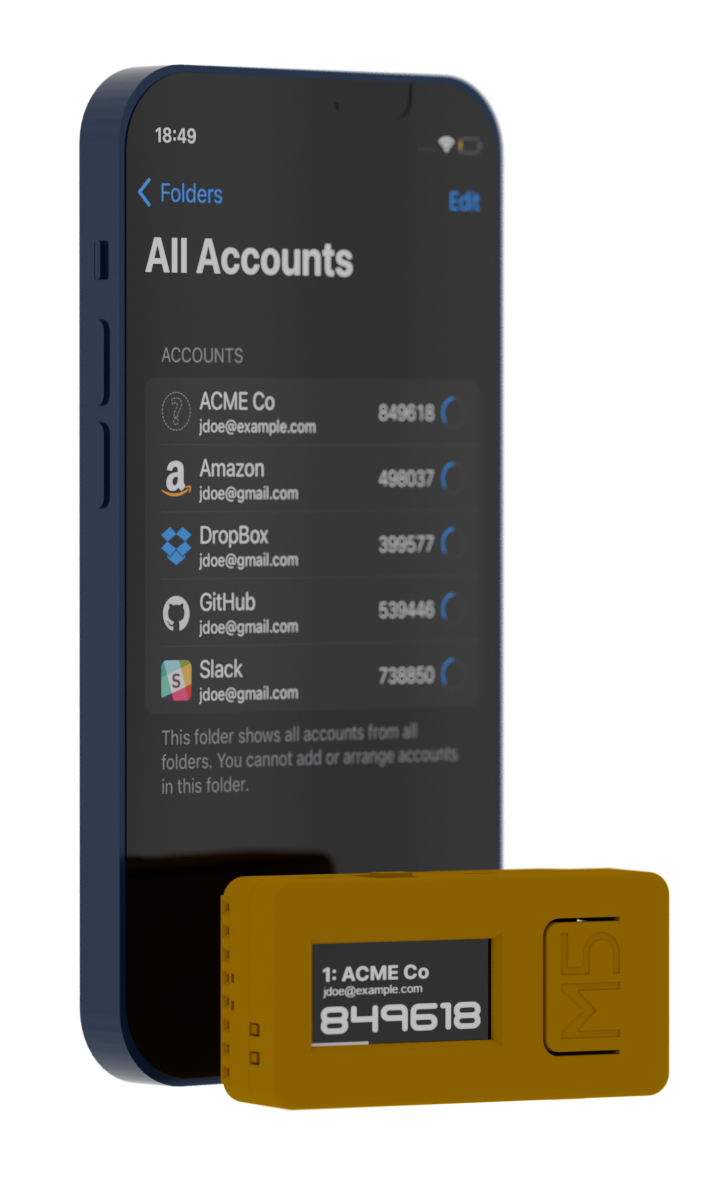 18:49
Folders
Edit
All Accounts
ACCOUNTS
ACME Co
jdoe@example.com
849618
Amazon
jdoe@gmail.com
498037
DropBox
jdoe@gmail.com
399577
GitHub
jdoe@gmail.com
539446
Slack
jdoe@gmail.com
738850
This folder shows all accounts from all
folders. You cannot add or arrange accounts
in this folder.
1: ACME Co
jdoe@example.com
849618
M5